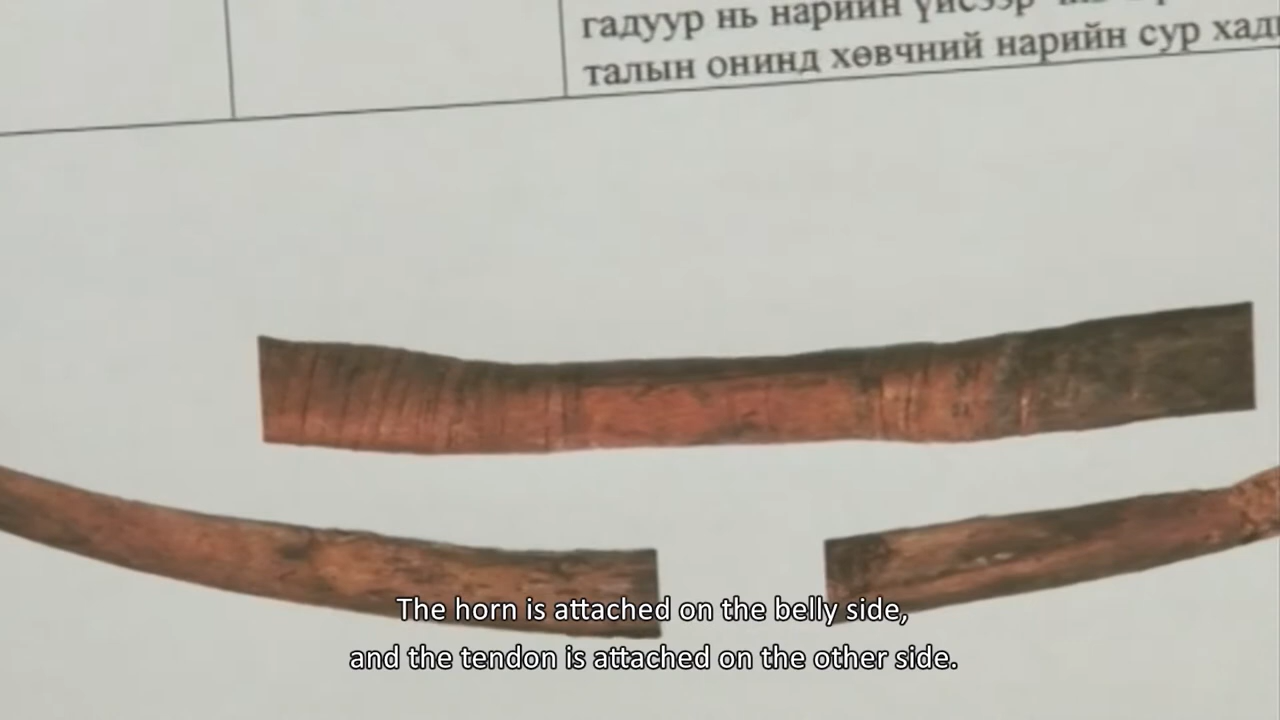 гадуур нь нарийн үйсээр
талын онинд хөвчний нарийн сур
The horn is attached on the belly side,
and the tendon is attached on the other side.